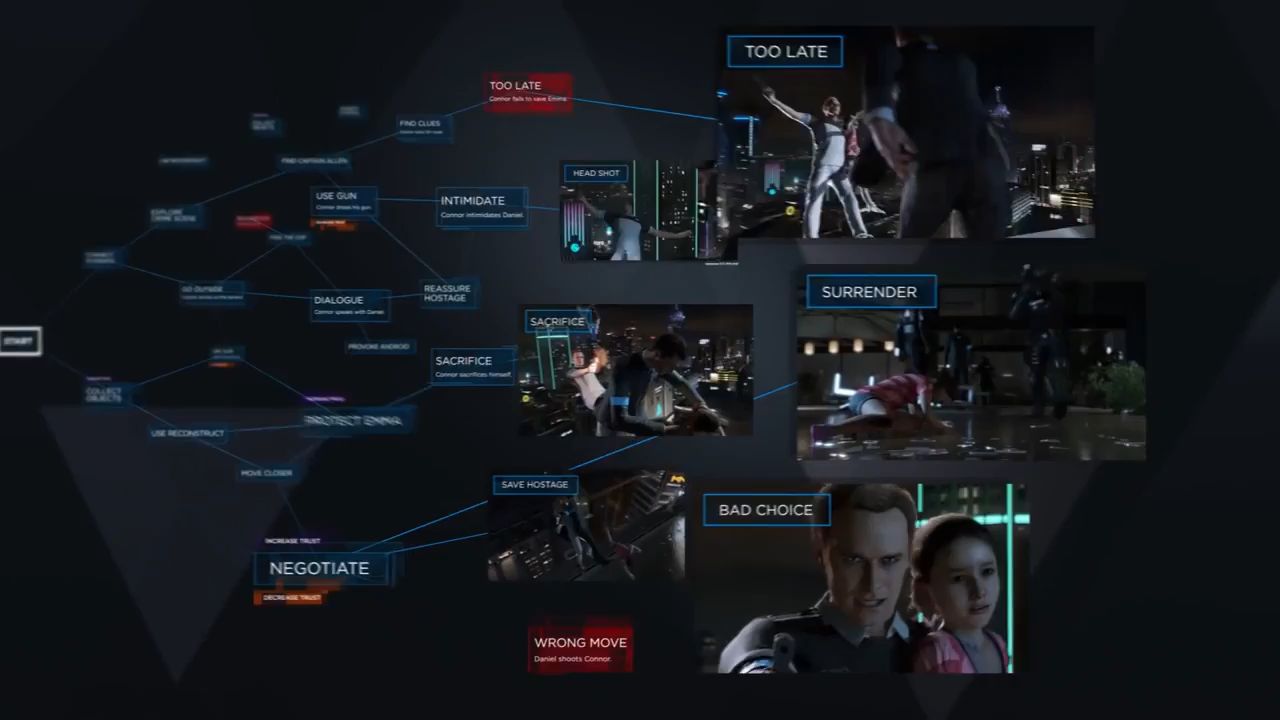 TOO LATE
TOO LATE
Connor fails to save Emma.
FIND CLUES
FIND CAPTAIN ALLEN
HEAD SHOT
USE GUN
Connor draws his gun.
INTIMIDATE
Connor intimidates Daniel.
EXPLORE
CRIME SCENE
GO OUTSIDE
DIALOGUE
Connor speaks with Daniel.
REASSURE
HOSTAGE
SURRENDER
START
PROVOKE ANDROID
SACRIFICE
SACRIFICE
Connor sacrifices himself.
COLLECT
OBJECTS
PROTECT EMMA
USE RECONSTRUCT
MOVE CLOSER
SAVE HOSTAGE
BAD CHOICE
INCREASE TRUST
NEGOTIATE
DECREASE TRUST
WRONG MOVE
Daniel shoots Connor.